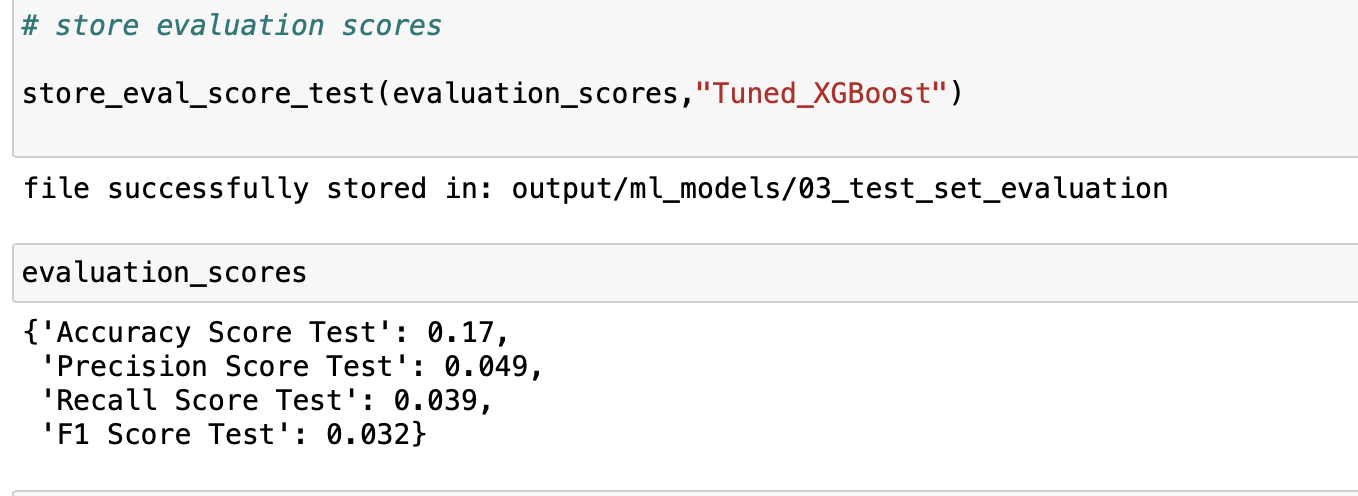 # store evaluation scores
store_eval_score_test(evaluation_scores,"Tuned_XGBoost")
file successfully stored in: output/ml_models/03_test_set_evaluation
evaluation_scores
{'Accuracy Score Test': 0.17,
 'Precision Score Test': 0.049,
 'Recall Score Test': 0.039,
 'F1 Score Test': 0.032}